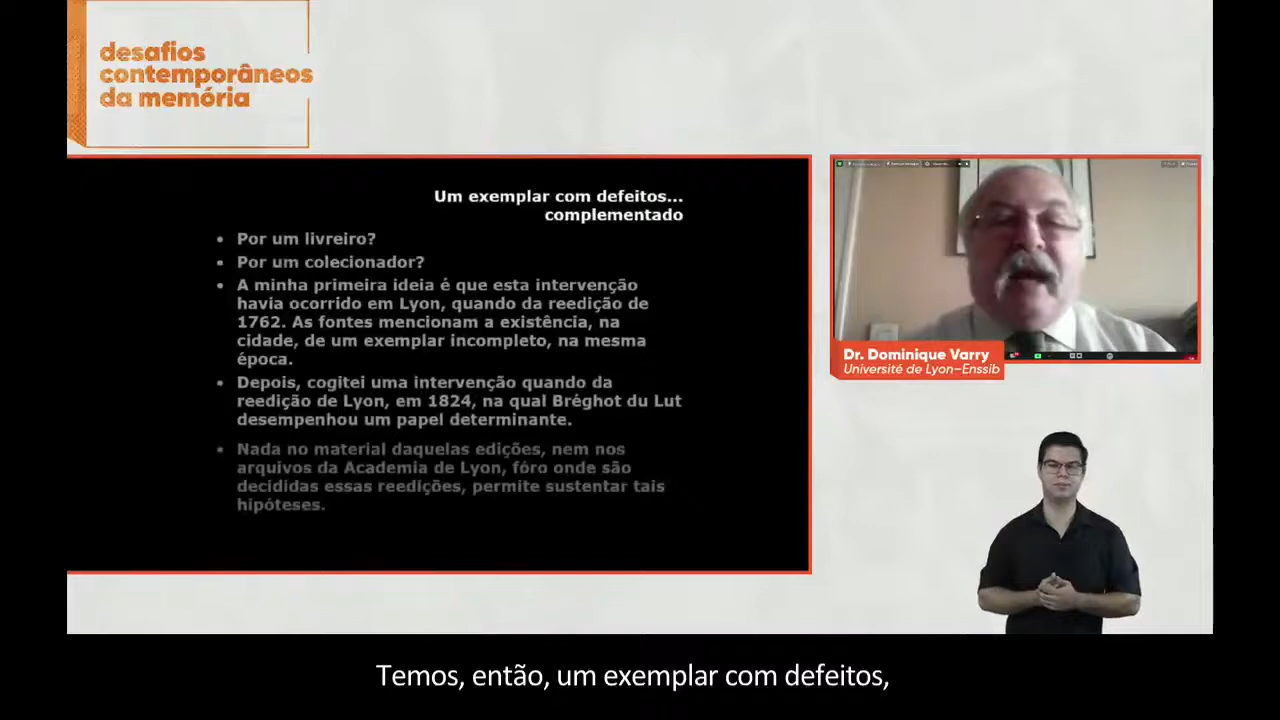 desafios
contemporâneos
da memória
Um exemplar com defeitos...
complementado
• Por um livreiro?
• Por um colecionador?
• A minha primeira ideia é que esta intervenção
havia ocorrido em Lyon, quando da reedição de
1762. As fontes mencionam a existência, na
cidade, de um exemplar incompleto, na mesma
época.
• Depois, cogitei uma intervenção quando da
reedição de Lyon, em 1824, na qual Bréghot du Lut
desempenhou um papel determinante.
• Nada no material daquelas edições, nem nos
arquivos da Academia de Lyon, fóro onde são
decididas essas reedições, permite sustentar tais
hipóteses.
Dr. Dominique Varry
Université de Lyon-Enssib
Temos, então, um exemplar com defeitos,